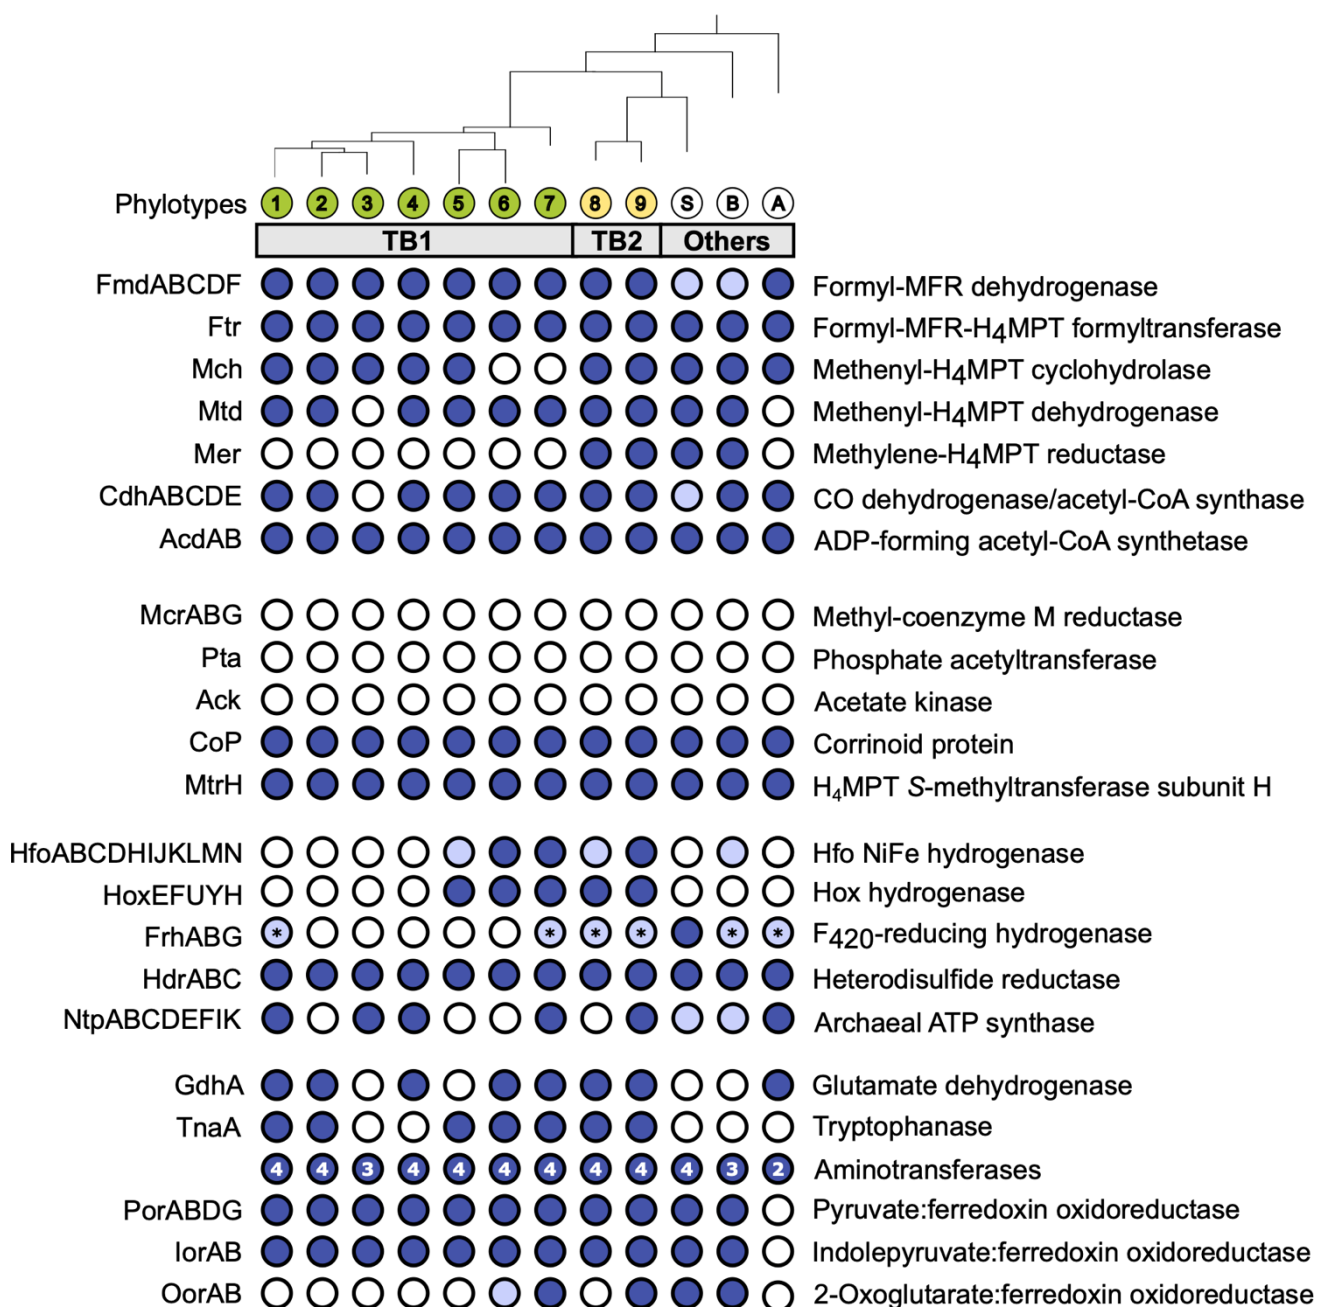 Phylotypes 1 2 3 4 5 6 7 8 9 S B A
TB1 TB2 Others
FmdABCDF Formyl-MFR dehydrogenase
Ftr Formyl-MFR-H4MPT formyltransferase
Mch Methenyl-H4MPT cyclohydrolase
Mtd Methenyl-H4MPT dehydrogenase
Mer Methylene-H4MPT reductase
CdhABCDE CO dehydrogenase/acetyl-CoA synthase
AcdAB ADP-forming acetyl-CoA synthetase
McrABG Methyl-coenzyme M reductase
Pta Phosphate acetyltransferase
Ack Acetate kinase
CoP Corrinoid protein
MtrH H₄MPT S-methyltransferase subunit H
HfoABCDHIJKLMN Hfo NiFe hydrogenase
HoxEFUYH Hox hydrogenase
FrhABG * * * * * * F420-reducing hydrogenase
HdrABC Heterodisulfide reductase
NtpABCDEFIK Archaeal ATP synthase
GdhA Glutamate dehydrogenase
TnaA Tryptophanase
4 4 3 4 4 4 4 4 4 4 3 2 Aminotransferases
PorABDG Pyruvate:ferredoxin oxidoreductase
IorAB Indolepyruvate:ferredoxin oxidoreductase
OorAB 2-Oxoglutarate:ferredoxin oxidoreductase